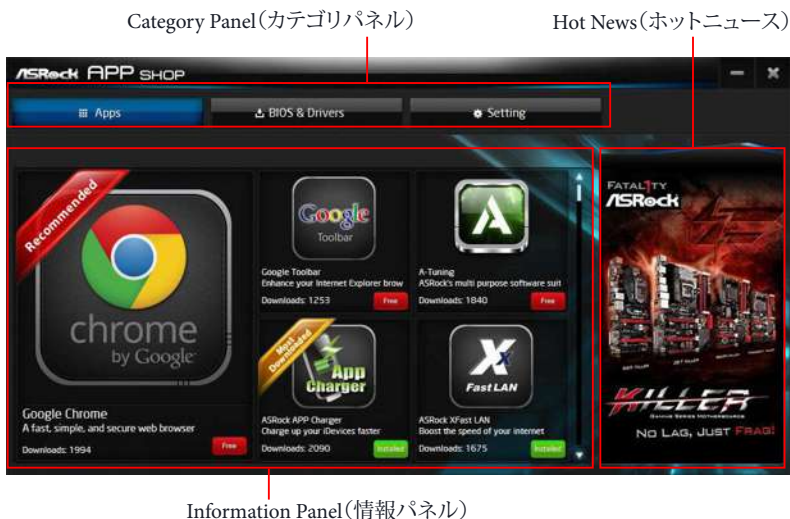 Category Panel（カテゴリパネル）
Hot News（ホットニュース）
ASRock APP SHOP
Apps
BIOS & Drivers
Setting
Recommended
chrome
by Google
Google Chrome
A fast, simple, and secure web browser
Downloads: 1994
Free
Google
Toolbar
Google Toolbar
Enhance your Internet Explorer brow
Downloads: 1253
Free
A-Tuning
ASRock's multi purpose software suit
Downloads: 1840
Free
Most
Downloaded
App
Charger
ASRock APP Charger
Charge up your iDevices faster
Downloads: 2090
Installed
X
Fast LAN
ASRock XFast LAN
Boost the speed of your internet
Downloads: 1675
Installed
FATAL1TY
ASRock
KILLER
GAMING SERIES MOTHERBOARDS
NO LAG, JUST FRAG!
Information Panel（情報パネル）